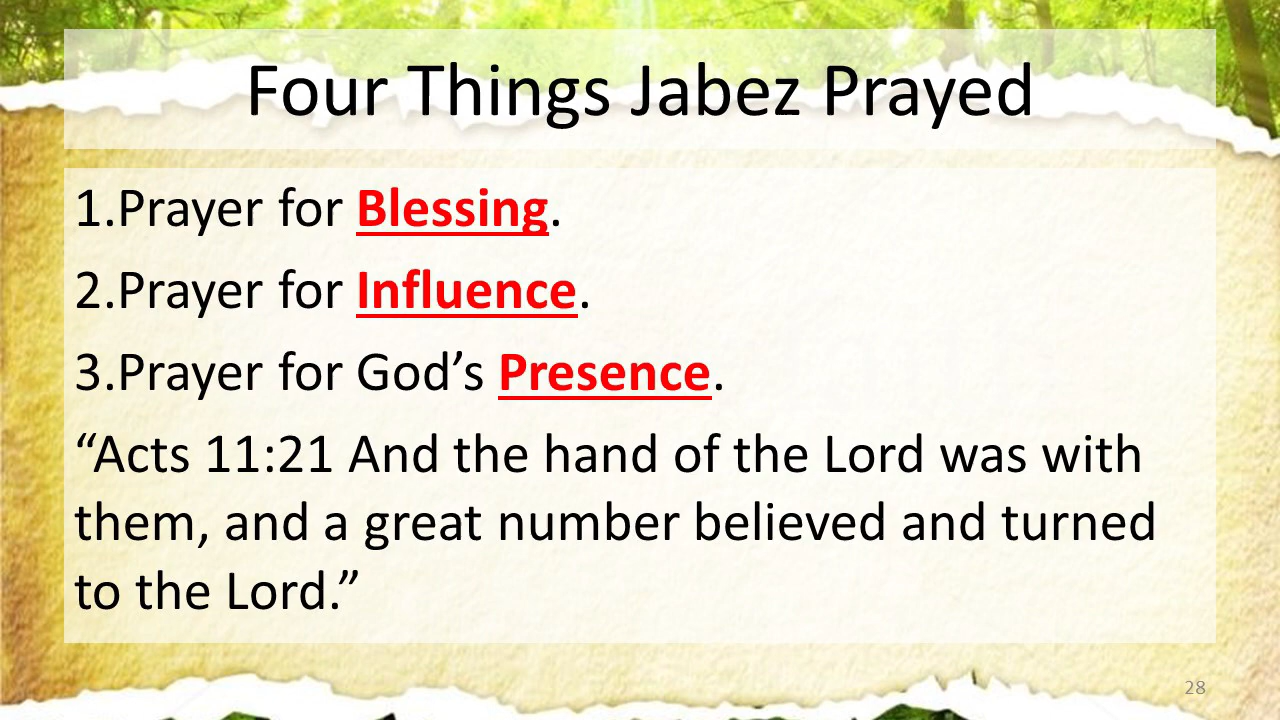 Four Things Jabez Prayed
1.Prayer for Blessing.
2.Prayer for Influence.
3.Prayer for God’s Presence.
“Acts 11:21 And the hand of the Lord was with
them, and a great number believed and turned
to the Lord.”
28